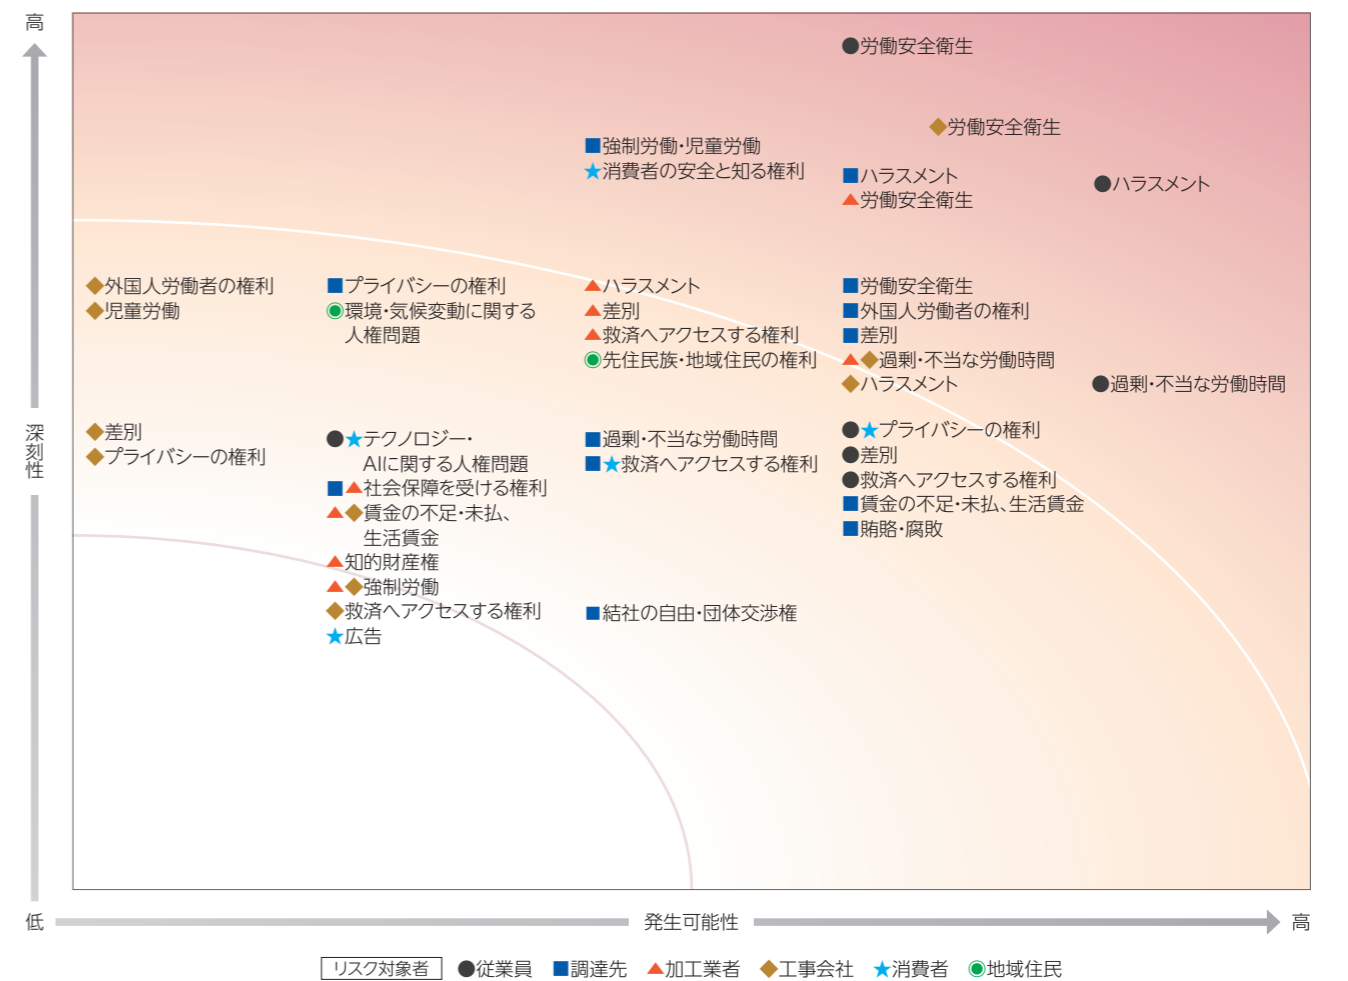 高
●労働安全衛生
◆労働安全衛生
■強制労働・児童労働
★消費者の安全と知る権利
■ハラスメント
▲労働安全衛生
●ハラスメント
◆外国人労働者の権利
◆児童労働
■プライバシーの権利
◉環境・気候変動に関する
人権問題
▲ハラスメント
▲差別
▲救済へアクセスする権利
◉先住民族・地域住民の権利
■労働安全衛生
■外国人労働者の権利
■差別
▲◆過剰・不当な労働時間
◆ハラスメント
●過剰・不当な労働時間
深刻性
◆差別
◆プライバシーの権利
●★テクノロジー・
AIに関する人権問題
■▲社会保障を受ける権利
▲◆賃金の不足・未払、
生活賃金
▲知的財産権
▲◆強制労働
◆救済へアクセスする権利
★広告
■過剰・不当な労働時間
■★救済へアクセスする権利
■結社の自由・団体交渉権
●★プライバシーの権利
●差別
●救済へアクセスする権利
■賃金の不足・未払、生活賃金
■賄賂・腐敗
低
発生可能性
高
リスク対象者 ●従業員 ■調達先 ▲加工業者 ◆工事会社 ★消費者 ◉地域住民